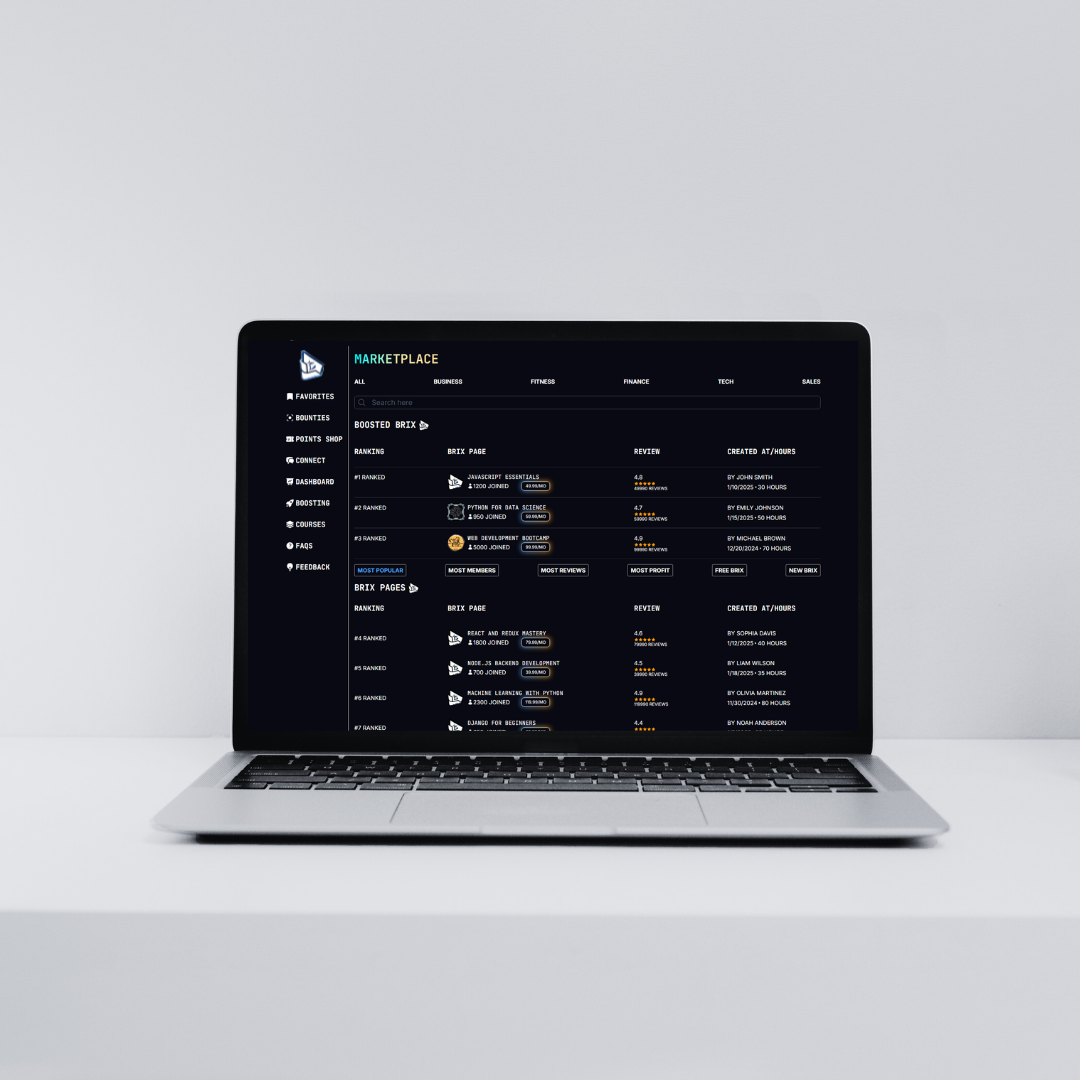 MARKETPLACE
ALL BUSINESS FITNESS FINANCE TECH SALES
Search here
FAVORITES
BOUNTIES
POINTS SHOP
CONNECT
DASHBOARD
BOOSTING
COURSES
FAQS
FEEDBACK
BOOSTED BRIX
RANKING BRIX PAGE REVIEW CREATED AT/HOURS
#1 RANKED JAVASCRIPT ESSENTIALS 4.8 BY JOHN SMITH
1200 JOINED 49.99/MO 49990 REVIEWS 1/10/2025 • 30 HOURS
#2 RANKED PYTHON FOR DATA SCIENCE 4.7 BY EMILY JOHNSON
950 JOINED 59.99/MO 59990 REVIEWS 1/15/2025 • 50 HOURS
#3 RANKED WEB DEVELOPMENT BOOTCAMP 4.9 BY MICHAEL BROWN
5000 JOINED 99.99/MO 99990 REVIEWS 12/20/2024 • 70 HOURS
MOST POPULAR MOST MEMBERS MOST REVIEWS MOST PROFIT FREE BRIX NEW BRIX
BRIX PAGES
RANKING BRIX PAGE REVIEW CREATED AT/HOURS
#4 RANKED REACT AND REDUX MASTERY 4.6 BY SOPHIA DAVIS
1800 JOINED 79.99/MO 79990 REVIEWS 1/12/2025 • 40 HOURS
#5 RANKED NODE.JS BACKEND DEVELOPMENT 4.5 BY LIAM WILSON
700 JOINED 39.99/MO 39990 REVIEWS 1/18/2025 • 35 HOURS
#6 RANKED MACHINE LEARNING WITH PYTHON 4.9 BY OLIVIA MARTINEZ
2300 JOINED 119.99/MO 119990 REVIEWS 11/30/2024 • 80 HOURS
#7 RANKED DJANGO FOR BEGINNERS 4.4 BY NOAH ANDERSON